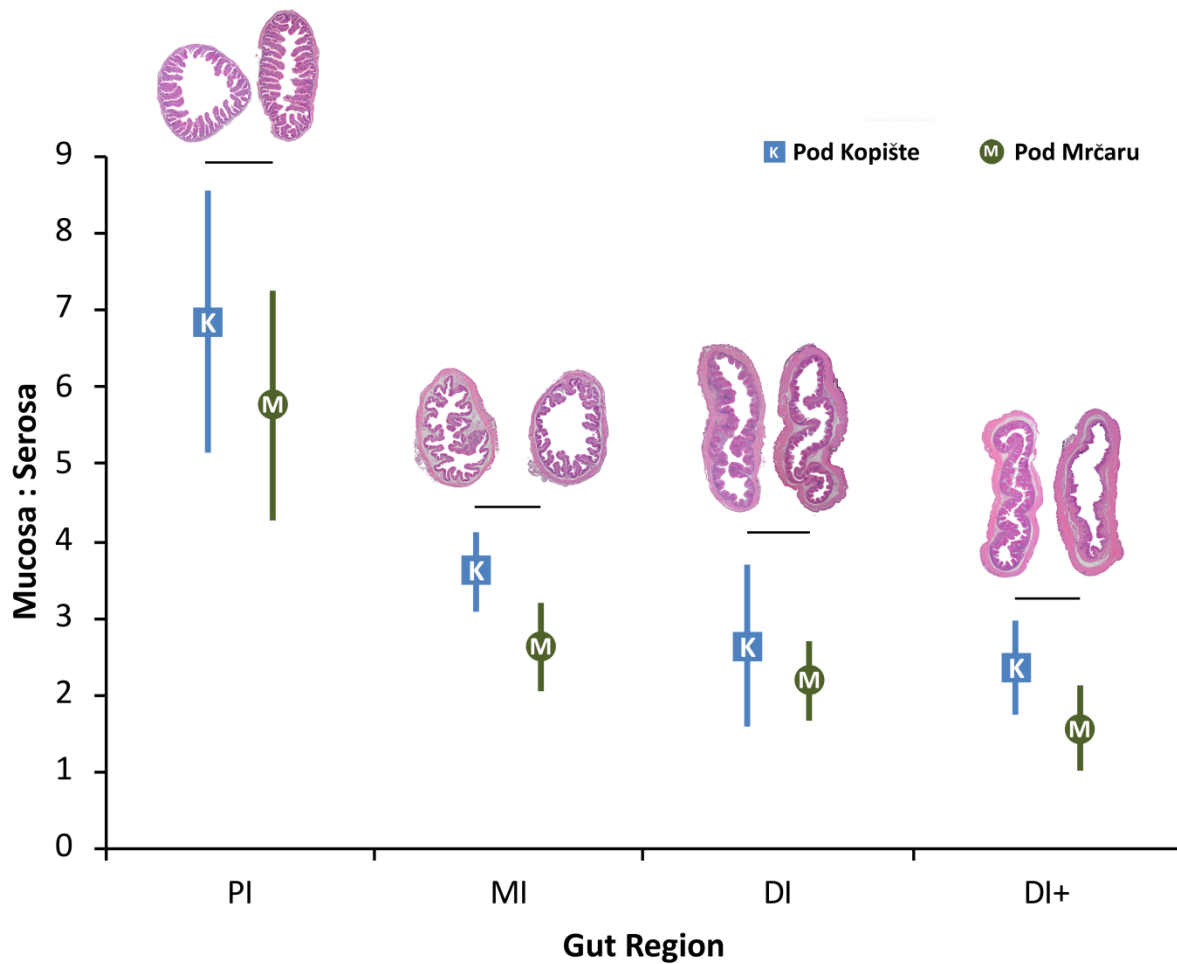 K Pod Kopište M Pod Mrčaru
9
8
7
6
5
4
3
2
1
0
Mucosa : Serosa
K
M
K
M
K
M
K
M
PI MI DI DI+
Gut Region